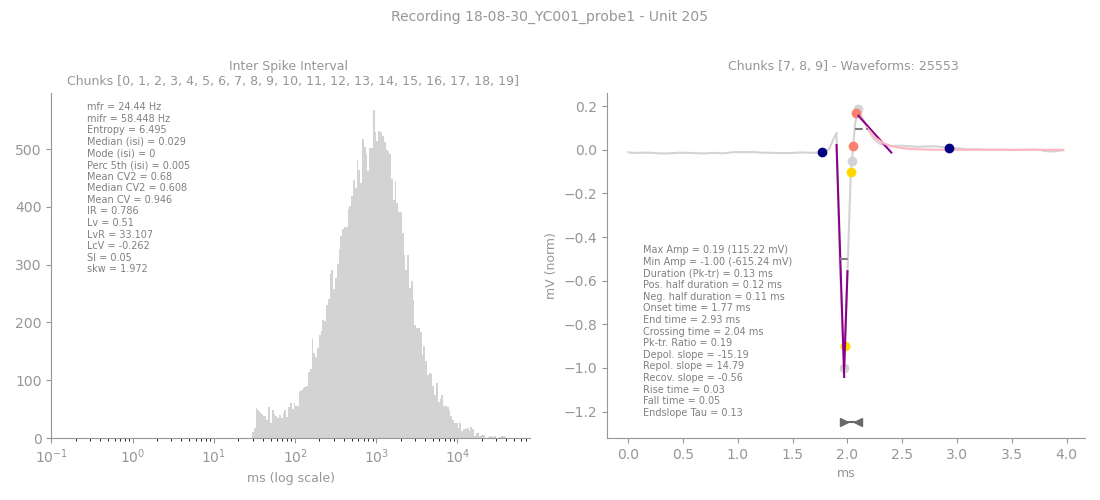 Recording 18-08-30_YC001_probe1 - Unit 205
Inter Spike Interval
Chunks [0, 1, 2, 3, 4, 5, 6, 7, 8, 9, 10, 11, 12, 13, 14, 15, 16, 17, 18, 19]
mfr = 24.44 Hz
mifr = 58.448 Hz
Entropy = 6.495
Median (isi) = 0.029
Mode (isi) = 0
Perc 5th (isi) = 0.005
Mean CV2 = 0.68
Median CV2 = 0.608
Mean CV = 0.946
IR = 0.786
Lv = 0.51
LvR = 33.107
LcV = -0.262
SI = 0.05
skw = 1.972
500
400
300
200
100
0
10⁻¹ 10⁰ 10¹ 10² 10³ 10⁴
ms (log scale)
Chunks [7, 8, 9] - Waveforms: 25553
mV (norm)
0.2
0.0
−0.2
−0.4
−0.6
−0.8
−1.0
−1.2
Max Amp = 0.19 (115.22 mV)
Min Amp = -1.00 (-615.24 mV)
Duration (Pk-tr) = 0.13 ms
Pos. half duration = 0.12 ms
Neg. half duration = 0.11 ms
Onset time = 1.77 ms
End time = 2.93 ms
Crossing time = 2.04 ms
Pk-tr. Ratio = 0.19
Depol. slope = -15.19
Repol. slope = 14.79
Recov. slope = -0.56
Rise time = 0.03
Fall time = 0.05
Endslope Tau = 0.13
0.0 0.5 1.0 1.5 2.0 2.5 3.0 3.5 4.0
ms